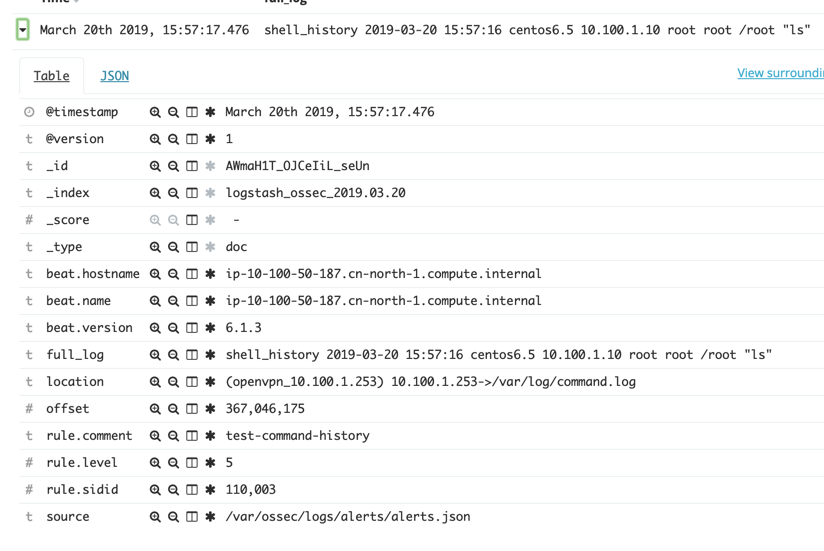 March 20th 2019, 15:57:17.476 shell_history 2019-03-20 15:57:16 centos6.5 10.100.1.10 root root /root "ls"
Table JSON View surroundi
@timestamp March 20th 2019, 15:57:17.476
t @version 1
t _id AWmaH1T_OJCeIiL_seUn
t _index logstash_ossec_2019.03.20
# _score -
t _type doc
t beat.hostname ip-10-100-50-187.cn-north-1.compute.internal
t beat.name ip-10-100-50-187.cn-north-1.compute.internal
t beat.version 6.1.3
t full_log shell_history 2019-03-20 15:57:16 centos6.5 10.100.1.10 root root /root "ls"
t location (openvpn_10.100.1.253) 10.100.1.253->/var/log/command.log
# offset 367,046,175
t rule.comment test-command-history
# rule.level 5
# rule.sidid 110,003
t source /var/ossec/logs/alerts/alerts.json